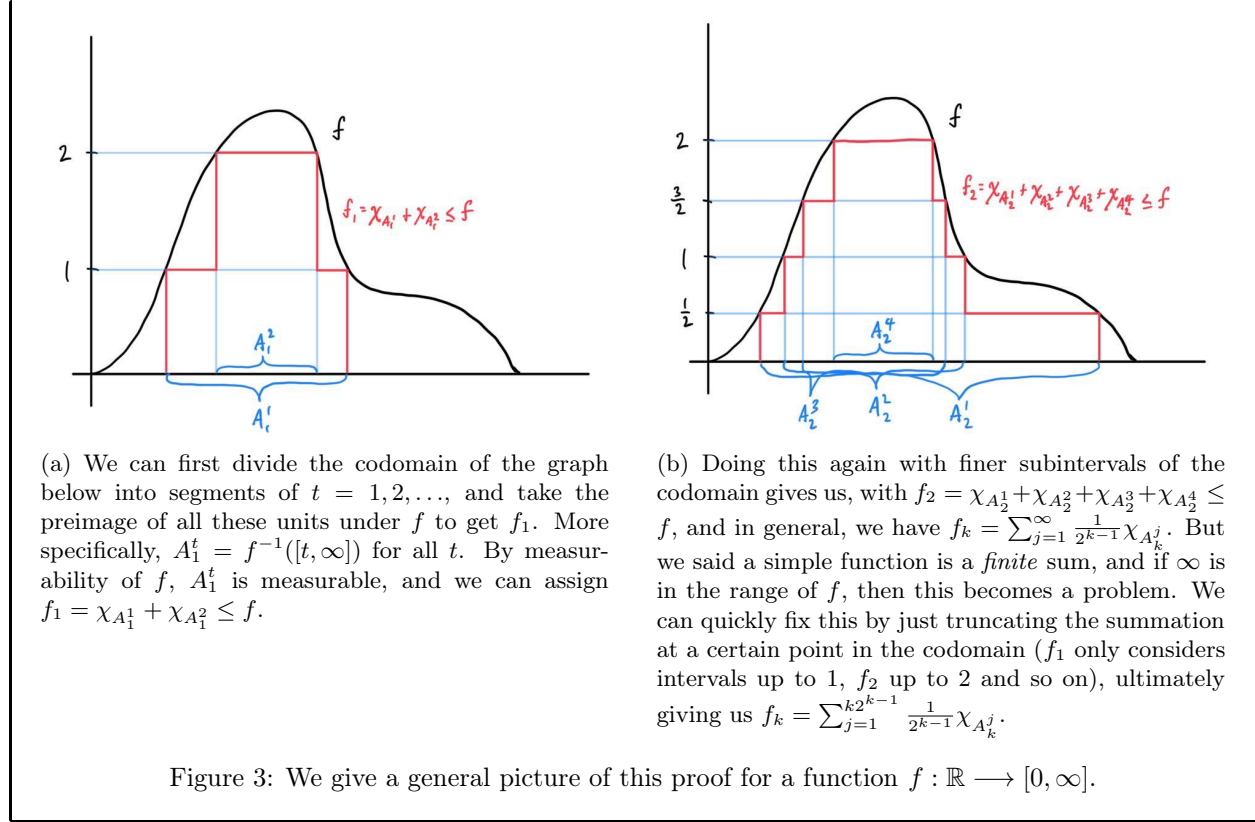 f
2
f₁ = χ_{A₁¹} + χ_{A₁²} ≤ f
1
A₁²
A₁¹
f
2
3/2
f₂ = χ_{A₂¹} + χ_{A₂²} + χ_{A₂³} + χ_{A₂⁴} ≤ f
1
1/2
A₂⁴
A₂³ A₂² A₂¹
(a) We can first divide the codomain of the graph
below into segments of t = 1, 2, . . ., and take the
preimage of all these units under f to get f₁. More
specifically, A₁ᵗ = f⁻¹([t, ∞]) for all t. By measur-
ability of f, A₁ᵗ is measurable, and we can assign
f₁ = χ_{A₁¹} + χ_{A₁²} ≤ f.
(b) Doing this again with finer subintervals of the
codomain gives us, with f₂ = χ_{A₂¹}+χ_{A₂²}+χ_{A₂³}+χ_{A₂⁴} ≤
f, and in general, we have f_k = ∑_{j=1}^{∞} 1/2^{k−1} χ_{A_k^j}. But
we said a simple function is a finite sum, and if ∞ is
in the range of f, then this becomes a problem. We
can quickly fix this by just truncating the summation
at a certain point in the codomain (f₁ only considers
intervals up to 1, f₂ up to 2 and so on), ultimately
giving us f_k = ∑_{j=1}^{k2^{k−1}} 1/2^{k−1} χ_{A_k^j}.
Figure 3: We give a general picture of this proof for a function f : ℝ ⟶ [0, ∞].